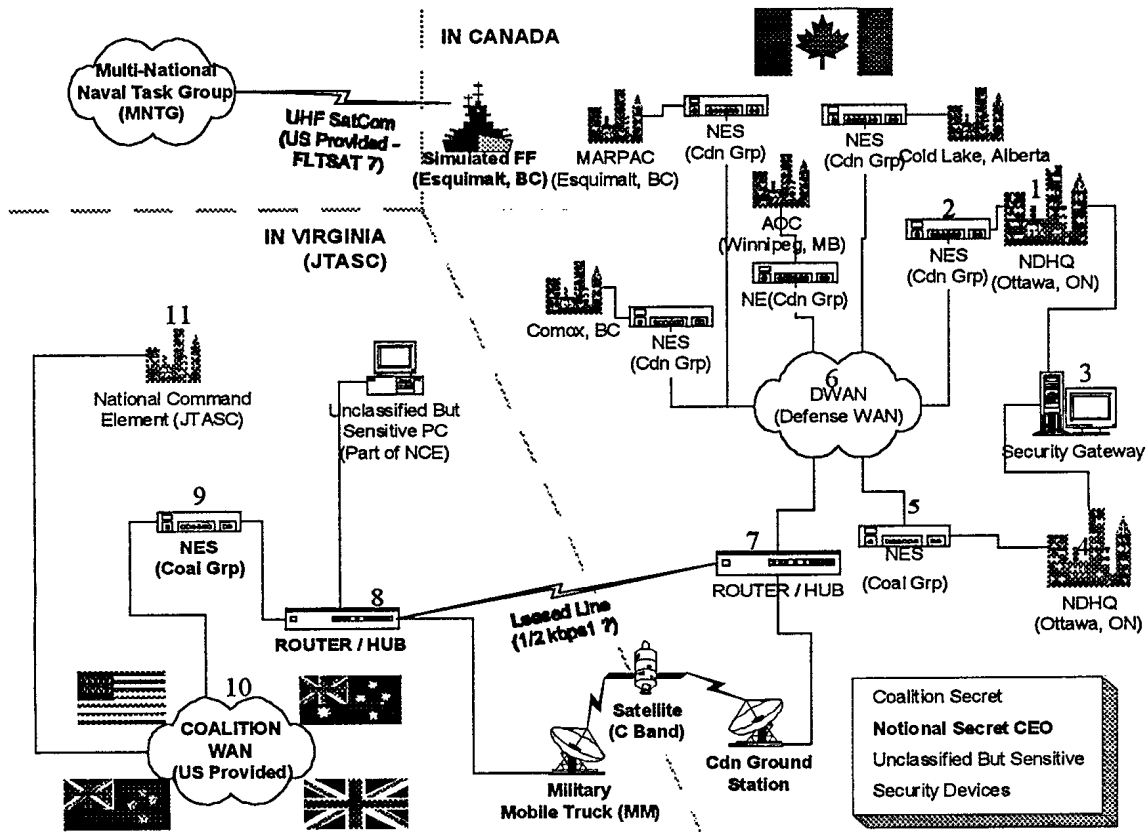 IN CANADA
Multi-National
Naval Task Group
(MNTG)
UHF SatCom
(US Provided -
FLTSAT ?)
Simulated FF
(Esquimalt, BC)
MARPAC
(Esquimalt, BC)
NES
(Cdn Grp)
NES
(Cdn Grp)
Cold Lake, Alberta
AOC
(Winnipeg, MB)
NE(Cdn Grp)
2
NES
(Cdn Grp)
1
NDHQ
(Ottawa, ON)
IN VIRGINIA
(JTASC)
Comox, BC
NES
(Cdn Grp)
11
National Command
Element (JTASC)
Unclassified But
Sensitive PC
(Part of NCE)
6
DWAN
(Defense WAN)
3
Security Gateway
9
NES
(Coal Grp)
5
NES
(Coal Grp)
4
NDHQ
(Ottawa, ON)
7
ROUTER / HUB
8
ROUTER / HUB
Leased Line
(1/2 kbps1 ?)
10
COALITION
WAN
(US Provided)
Satellite
(C Band)
Cdn Ground
Station
Military
Mobile Truck (MM)
Coalition Secret
Notional Secret CEO
Unclassified But Sensitive
Security Devices